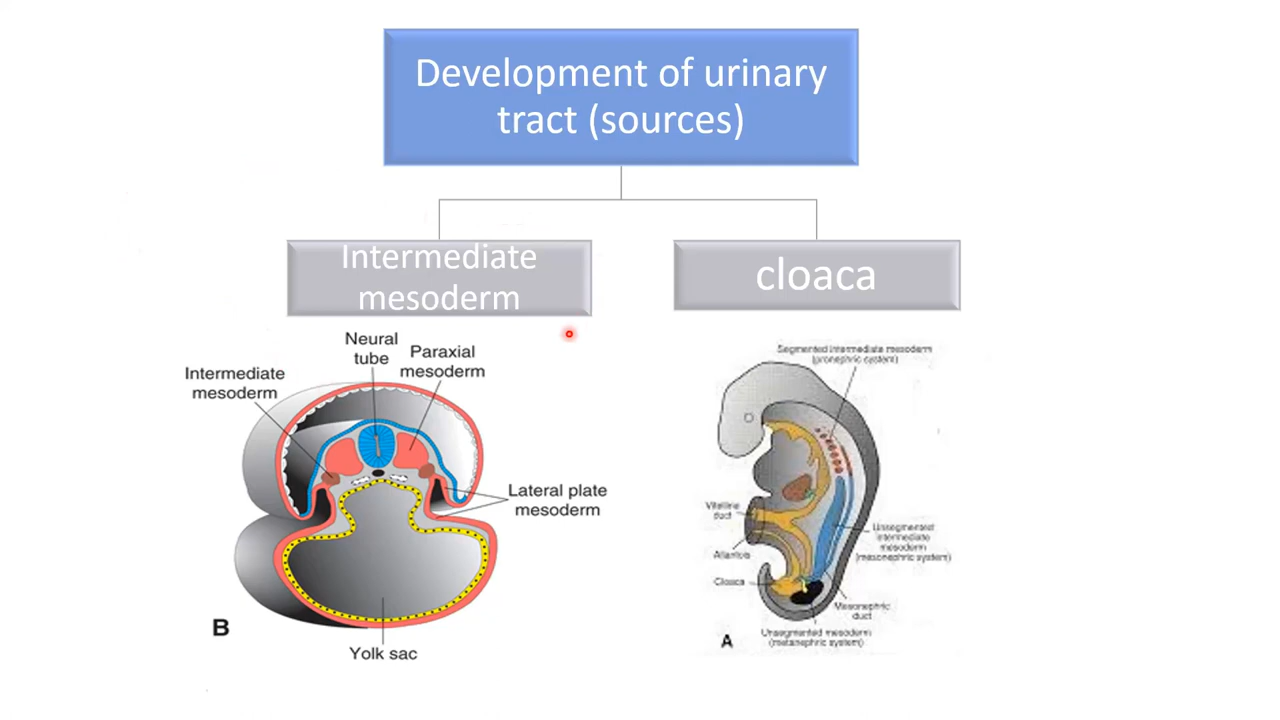 Development of urinary
tract (sources)
Intermediate
mesoderm
cloaca
Neural
tube
Paraxial
mesoderm
Intermediate
mesoderm
Lateral plate
mesoderm
B
Yolk sac
Segmented intermediate mesoderm
(pronephric system)
Vitelline
duct
Allantois
Cloaca
Unsegmented
intermediate
mesoderm
(mesonephric system)
Mesonephric
duct
A
Unsegmented mesoderm
(metanephric system)